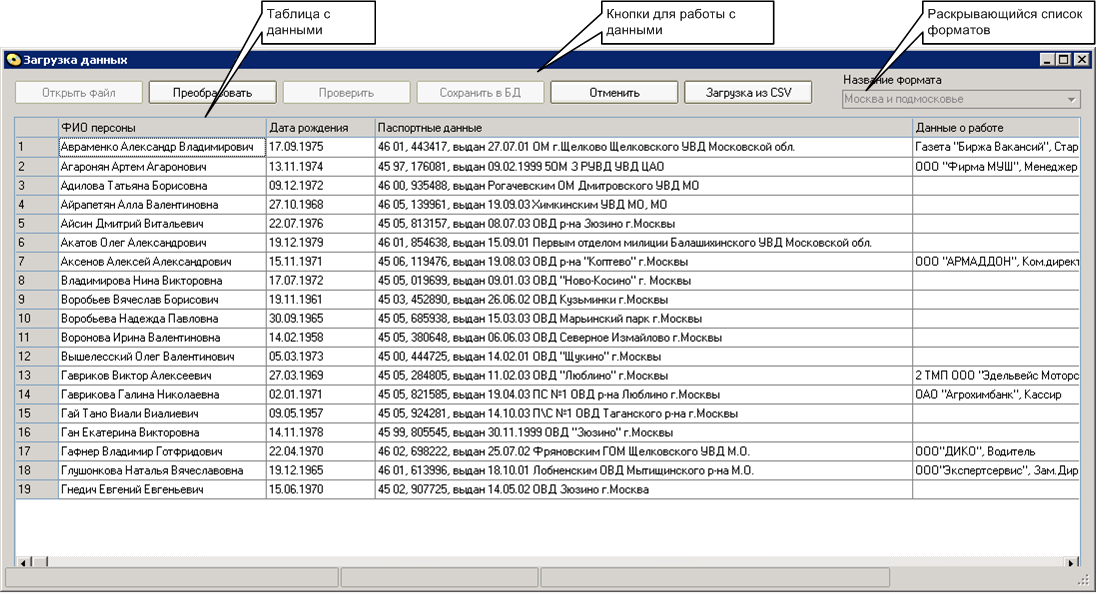 Таблица с
данными
Кнопки для работы с
данными
Раскрывающийся список
форматов
Загрузка данных
Название формата
Открыть файл Преобразовать Проверить Сохранить в БД Отменить Загрузка из CSV Москва и подмосковье
ФИО персоны Дата рождения Паспортные данные Данные о работе
1 Авраменко Александр Владимирович 17.09.1975 46 01, 443417, выдан 27.07.01 ОМ г.Щелково Щелковского УВД Московской обл. Газета "Биржа Вакансий", Стар
2 Агаронян Артем Агаронович 13.11.1974 45 97, 176081, выдан 09.02.1999 5ОМ 3 РУВД УВД ЦАО ООО "Фирма МУШ", Менеджер
3 Адилова Татьяна Борисовна 09.12.1972 46 00, 935488, выдан Рогачевским ОМ Дмитровского УВД МО
4 Айрапетян Алла Валентиновна 27.10.1968 46 05, 139961, выдан 19.09.03 Химкинским УВД МО, МО
5 Айсин Дмитрий Витальевич 22.07.1976 45 05, 813157, выдан 08.07.03 ОВД р-на Зюзино г.Москвы
6 Акатов Олег Александрович 19.12.1979 46 01, 854638, выдан 15.09.01 Первым отделом милиции Балашихинского УВД Московской обл.
7 Аксенов Алексей Александрович 15.11.1971 45 06, 119476, выдан 19.08.03 ОВД р-на "Коптево" г.Москвы ООО "АРМАДДОН", Ком.директ
8 Владимирова Нина Викторовна 17.07.1972 45 05, 019699, выдан 09.01.03 ОВД "Ново-Косино" г. Москвы
9 Воробьев Вячеслав Борисович 19.11.1961 45 03, 452890, выдан 26.06.02 ОВД Кузьминки г.Москвы
10 Воробьева Надежда Павловна 30.09.1965 45 05, 685938, выдан 15.03.03 ОВД Марьинский парк г.Москвы
11 Воронова Ирина Валентиновна 14.02.1958 45 05, 380648, выдан 06.06.03 ОВД Северное Измайлово г.Москвы
12 Вышелесский Олег Валентинович 05.03.1973 45 00, 444725, выдан 14.02.01 ОВД "Щукино" г.Москвы
13 Гавриков Виктор Алексеевич 27.03.1969 45 05, 284805, выдан 11.02.03 ОВД "Люблино" г.Москвы 2 ТМП ООО "Эдельвейс Моторс
14 Гаврикова Галина Николаевна 02.01.1971 45 05, 821585, выдан 19.04.03 ПС №1 ОВД р-на Люблино г.Москвы ОАО "Агрохимбанк", Кассир
15 Гай Тано Виали Виалиевич 09.05.1957 45 05, 924281, выдан 14.10.03 П\С №1 ОВД Таганского р-на г.Москвы
16 Ган Екатерина Викторовна 14.11.1978 45 99, 805545, выдан 30.11.1999 ОВД "Зюзино" г.Москвы
17 Гафнер Владимир Готфридович 22.04.1970 46 02, 698222, выдан 25.07.02 Фряновским ГОМ Щелковского УВД М.О. ООО"ДИКО", Водитель
18 Глушонкова Наталья Вячеславовна 19.12.1965 46 01, 613996, выдан 18.10.01 Лобненским ОВД Мытищинского р-на М.О. ООО"Экспертсервис", Зам.Дир
19 Гнедич Евгений Евгеньевич 15.06.1970 45 02, 907725, выдан 14.05.02 ОВД Зюзино г.Москва